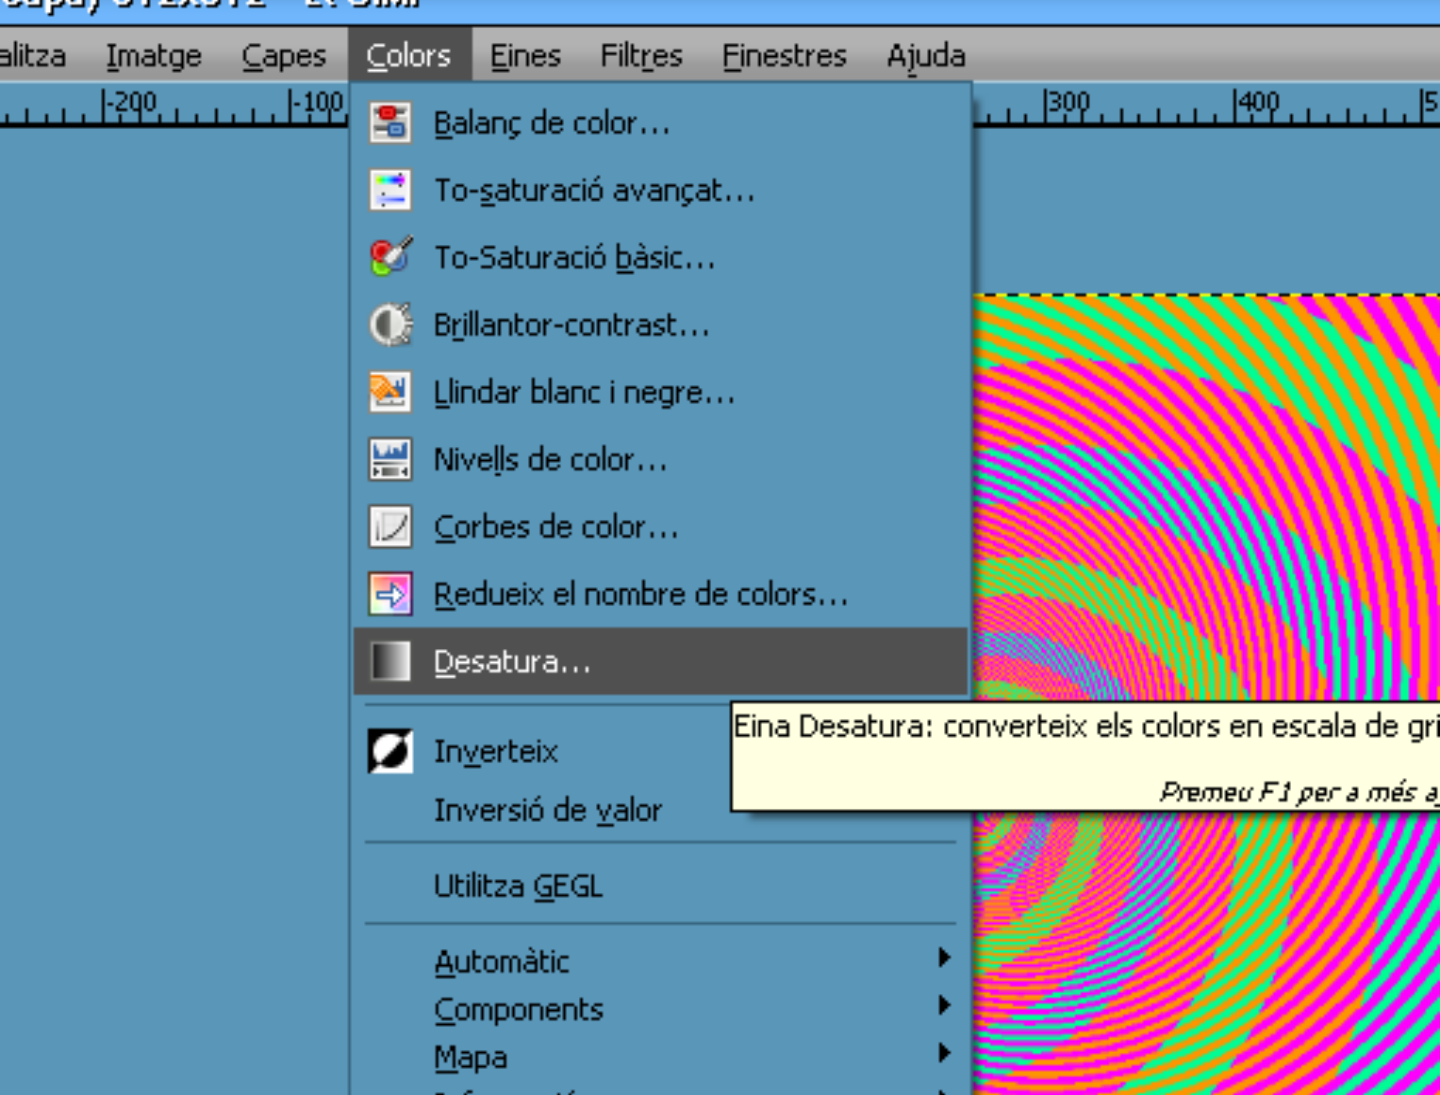 Imatge Capes Colors Eines Filtres Finestres Ajuda
-200 -100 300 400
Balanç de color...
To-saturació avançat...
To-Saturació bàsic...
Brillantor-contrast...
Llindar blanc i negre...
Nivells de color...
Corbes de color...
Redueix el nombre de colors...
Desatura...
Eina Desatura: converteix els colors en escala de gri
Premeu F1 per a més aj
Inverteix
Inversió de valor
Utilitza GEGL
Automàtic
Components
Mapa